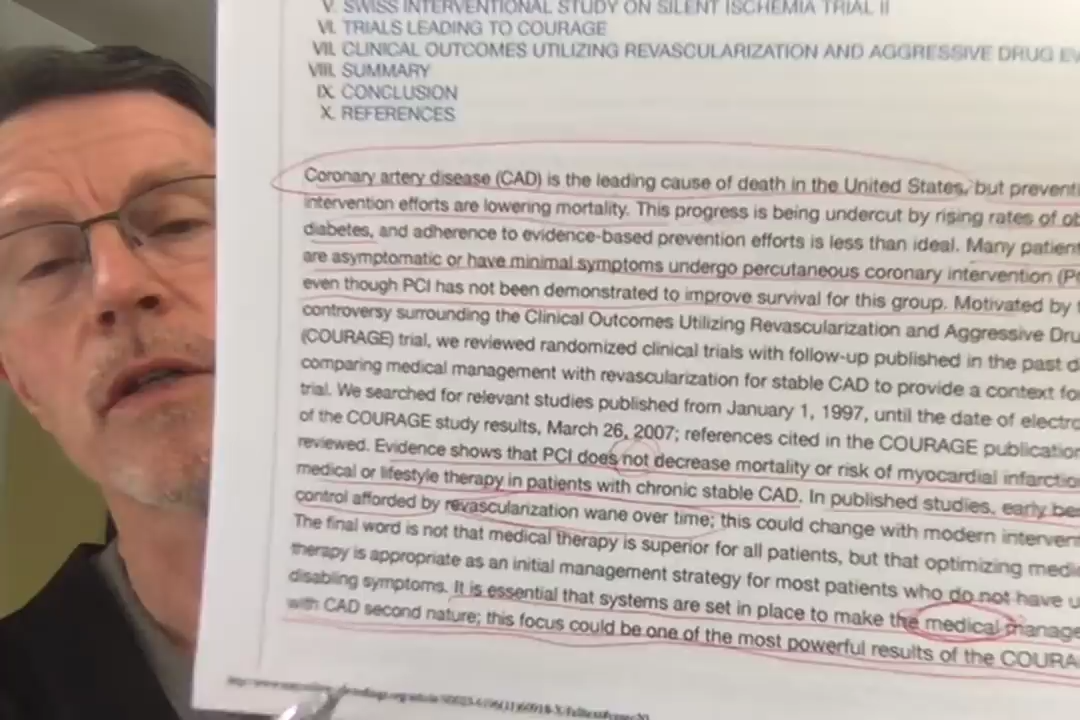 V. SWISS INTERVENTIONAL STUDY ON SILENT ISCHEMIA TRIAL II
VI. TRIALS LEADING TO COURAGE
VII. CLINICAL OUTCOMES UTILIZING REVASCULARIZATION AND AGGRESSIVE DRUG
VIII. SUMMARY
IX. CONCLUSION
X. REFERENCES
Coronary artery disease (CAD) is the leading cause of death in the United States, but
intervention efforts are lowering mortality. This progress is being undercut by rising rates of
diabetes, and adherence to evidence-based prevention efforts is less than ideal. Many
are asymptomatic or have minimal symptoms undergo percutaneous coronary intervention
even though PCI has not been demonstrated to improve survival for this group. Motivated by
controversy surrounding the Clinical Outcomes Utilizing Revascularization and Aggressive
(COURAGE) trial, we reviewed randomized clinical trials with follow-up published in the past
comparing medical management with revascularization for stable CAD to provide a context
trial. We searched for relevant studies published from January 1, 1997, until the date of
of the COURAGE study results, March 26, 2007; references cited in the COURAGE
reviewed. Evidence shows that PCI does not decrease mortality or risk of myocardial
medical or lifestyle therapy in patients with chronic stable CAD. In published studies, early
control afforded by revascularization wane over time; this could change with modern
The final word is not that medical therapy is superior for all patients, but that optimizing
therapy is appropriate as an initial management strategy for most patients who do not have
disabling symptoms. It is essential that systems are set in place to make the medical
with CAD second nature; this focus could be one of the most powerful results of the